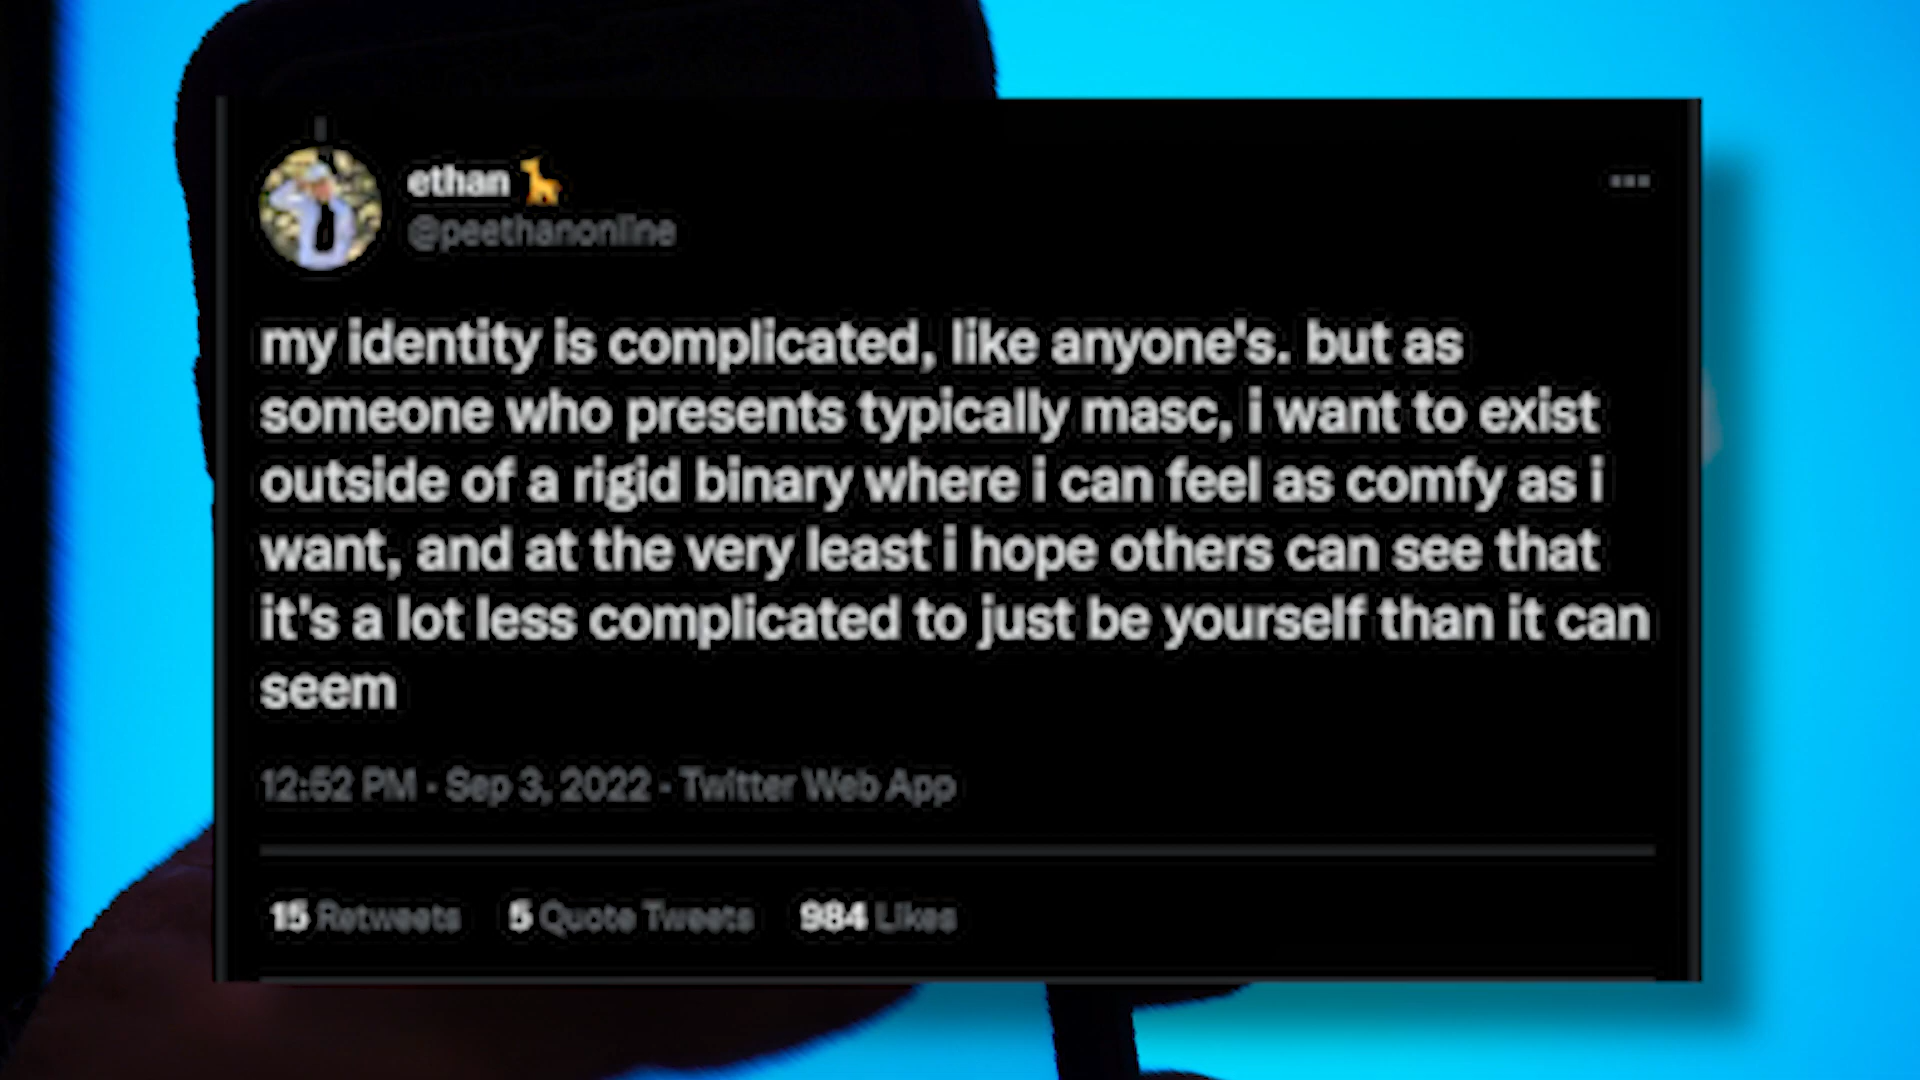 ethan
@peethanonline
my identity is complicated, like anyone's. but as
someone who presents typically masc, i want to exist
outside of a rigid binary where i can feel as comfy as i
want, and at the very least i hope others can see that
it's a lot less complicated to just be yourself than it can
seem
12:52 PM · Sep 3, 2022 · Twitter Web App
15 Retweets 5 Quote Tweets 984 Likes